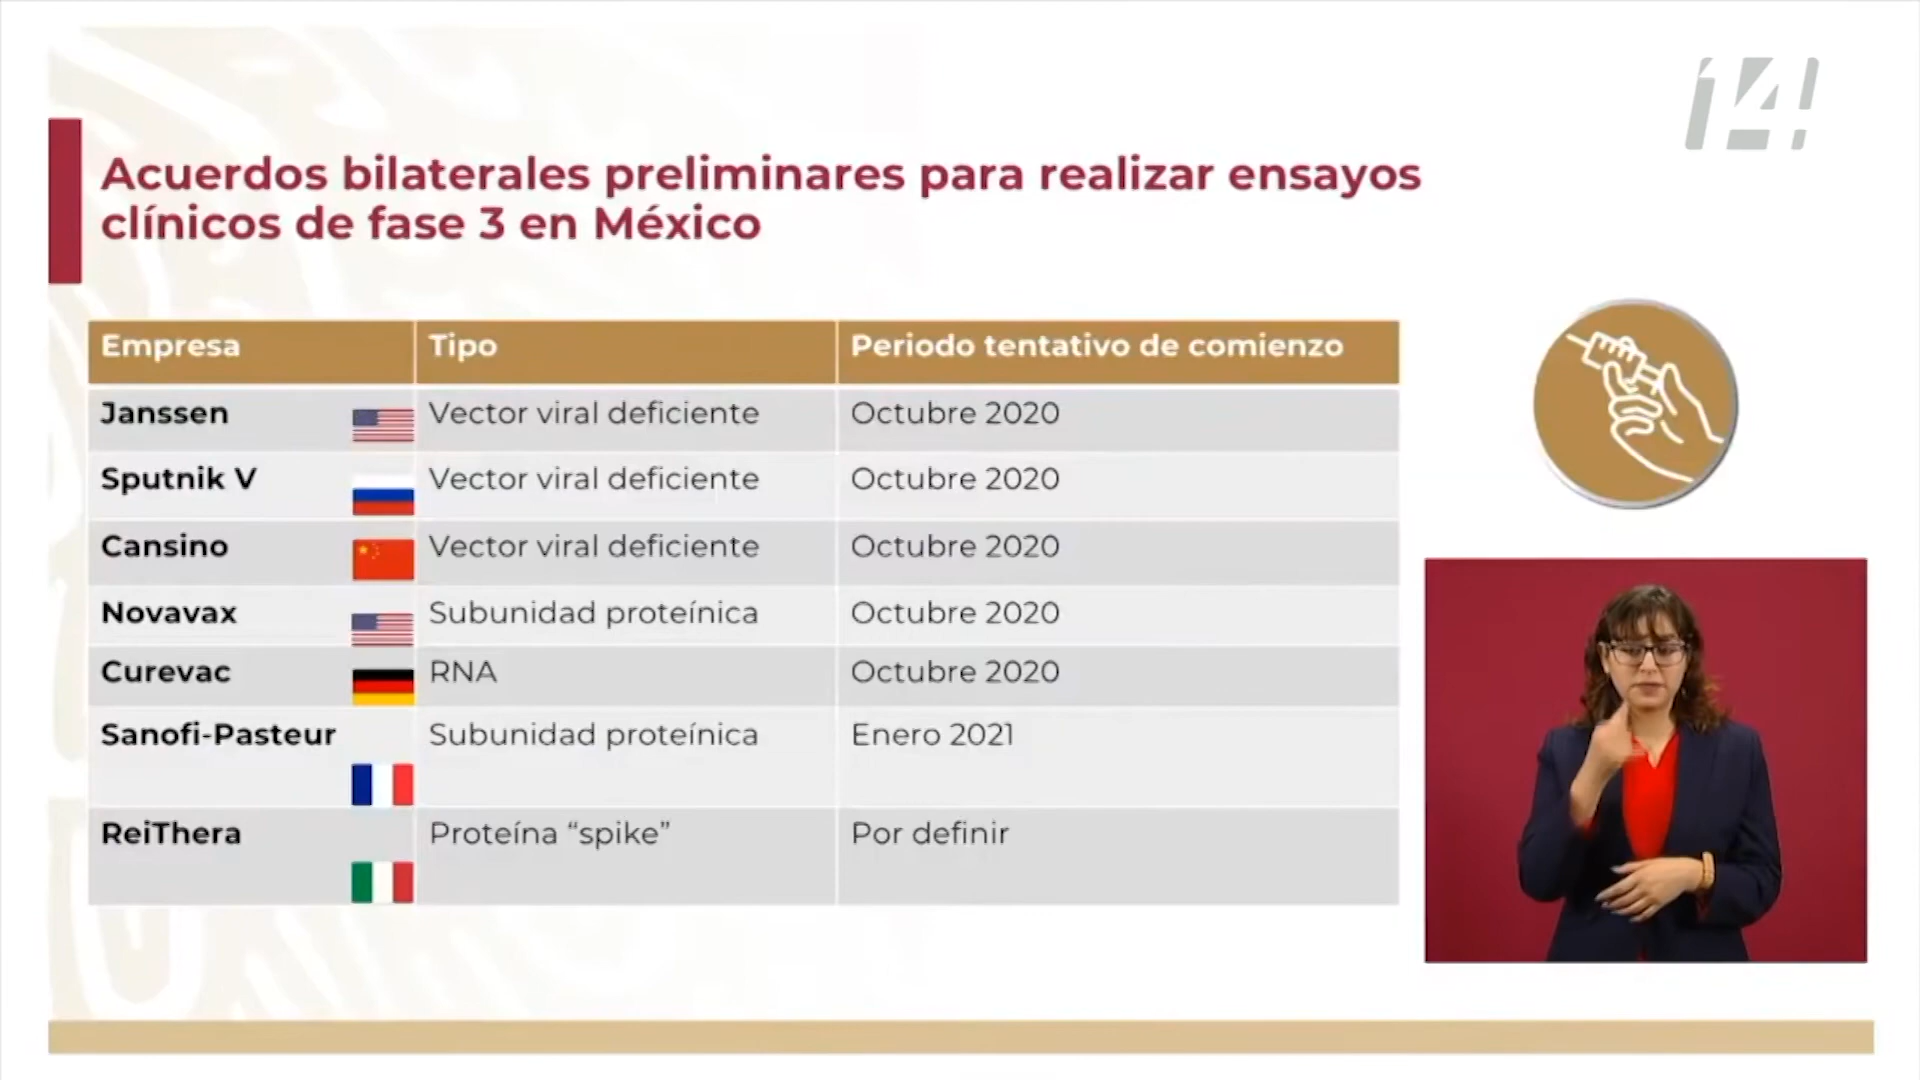 14!
Acuerdos bilaterales preliminares para realizar ensayos
clínicos de fase 3 en México
Empresa Tipo Periodo tentativo de comienzo
Janssen Vector viral deficiente Octubre 2020
Sputnik V Vector viral deficiente Octubre 2020
Cansino Vector viral deficiente Octubre 2020
Novavax Subunidad proteínica Octubre 2020
Curevac RNA Octubre 2020
Sanofi-Pasteur Subunidad proteínica Enero 2021
ReiThera Proteína “spike” Por definir